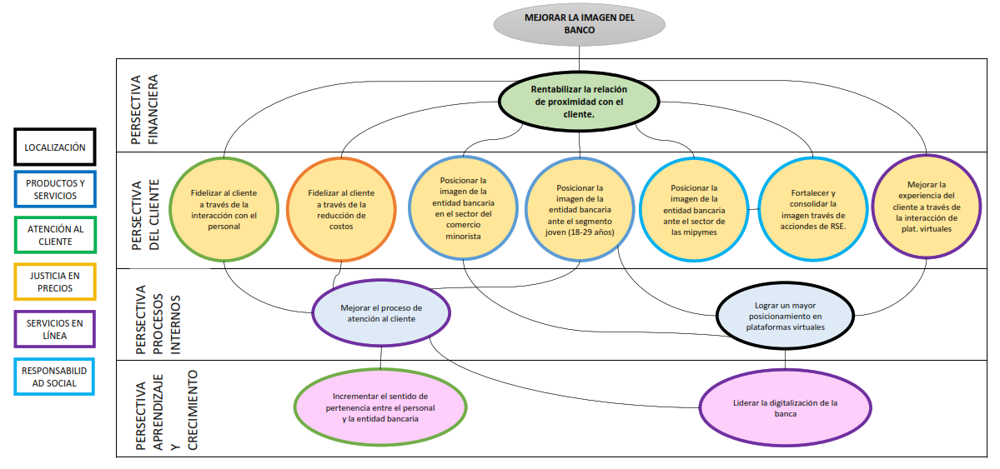 MEJORAR LA IMAGEN DEL
BANCO
PERSECTIVA
FINANCIERA
Rentabilizar la relación
de proximidad con el
cliente.
LOCALIZACIÓN
PRODUCTOS Y
SERVICIOS
ATENCIÓN AL
CLIENTE
JUSTICIA EN
PRECIOS
SERVICIOS EN
LÍNEA
RESPONSABILID
AD SOCIAL
PERSECTIVA
DEL CLIENTE
Fidelizar al cliente
a través de la
interacción con el
personal
Fidelizar al cliente
a través de la
reducción de
costos
Posicionar la
imagen de la
entidad bancaria
en el sector del
comercio
minorista
Posicionar la
imagen de la
entidad bancaria
ante el segmento
joven (18-29 años)
Posicionar la
imagen de la
entidad bancaria
ante el sector de
las mipymes
Fortalecer y
consolidar la
imagen través de
acciondes de RSE.
Mejorar la
experiencia del
cliente a través de
la interacción de
plat. virtuales
PERSECTIVA
PROCESOS
INTERNOS
Mejorar el proceso de
atención al cliente
Lograr un mayor
posicionamiento en
plataformas virtuales
PERSECTIVA
APRENDIZAJE
Y
CRECIMIENTO
Incrementar el sentido de
pertenencia entre el personal
y la entidad bancaria
Liderar la digitalización de la
banca